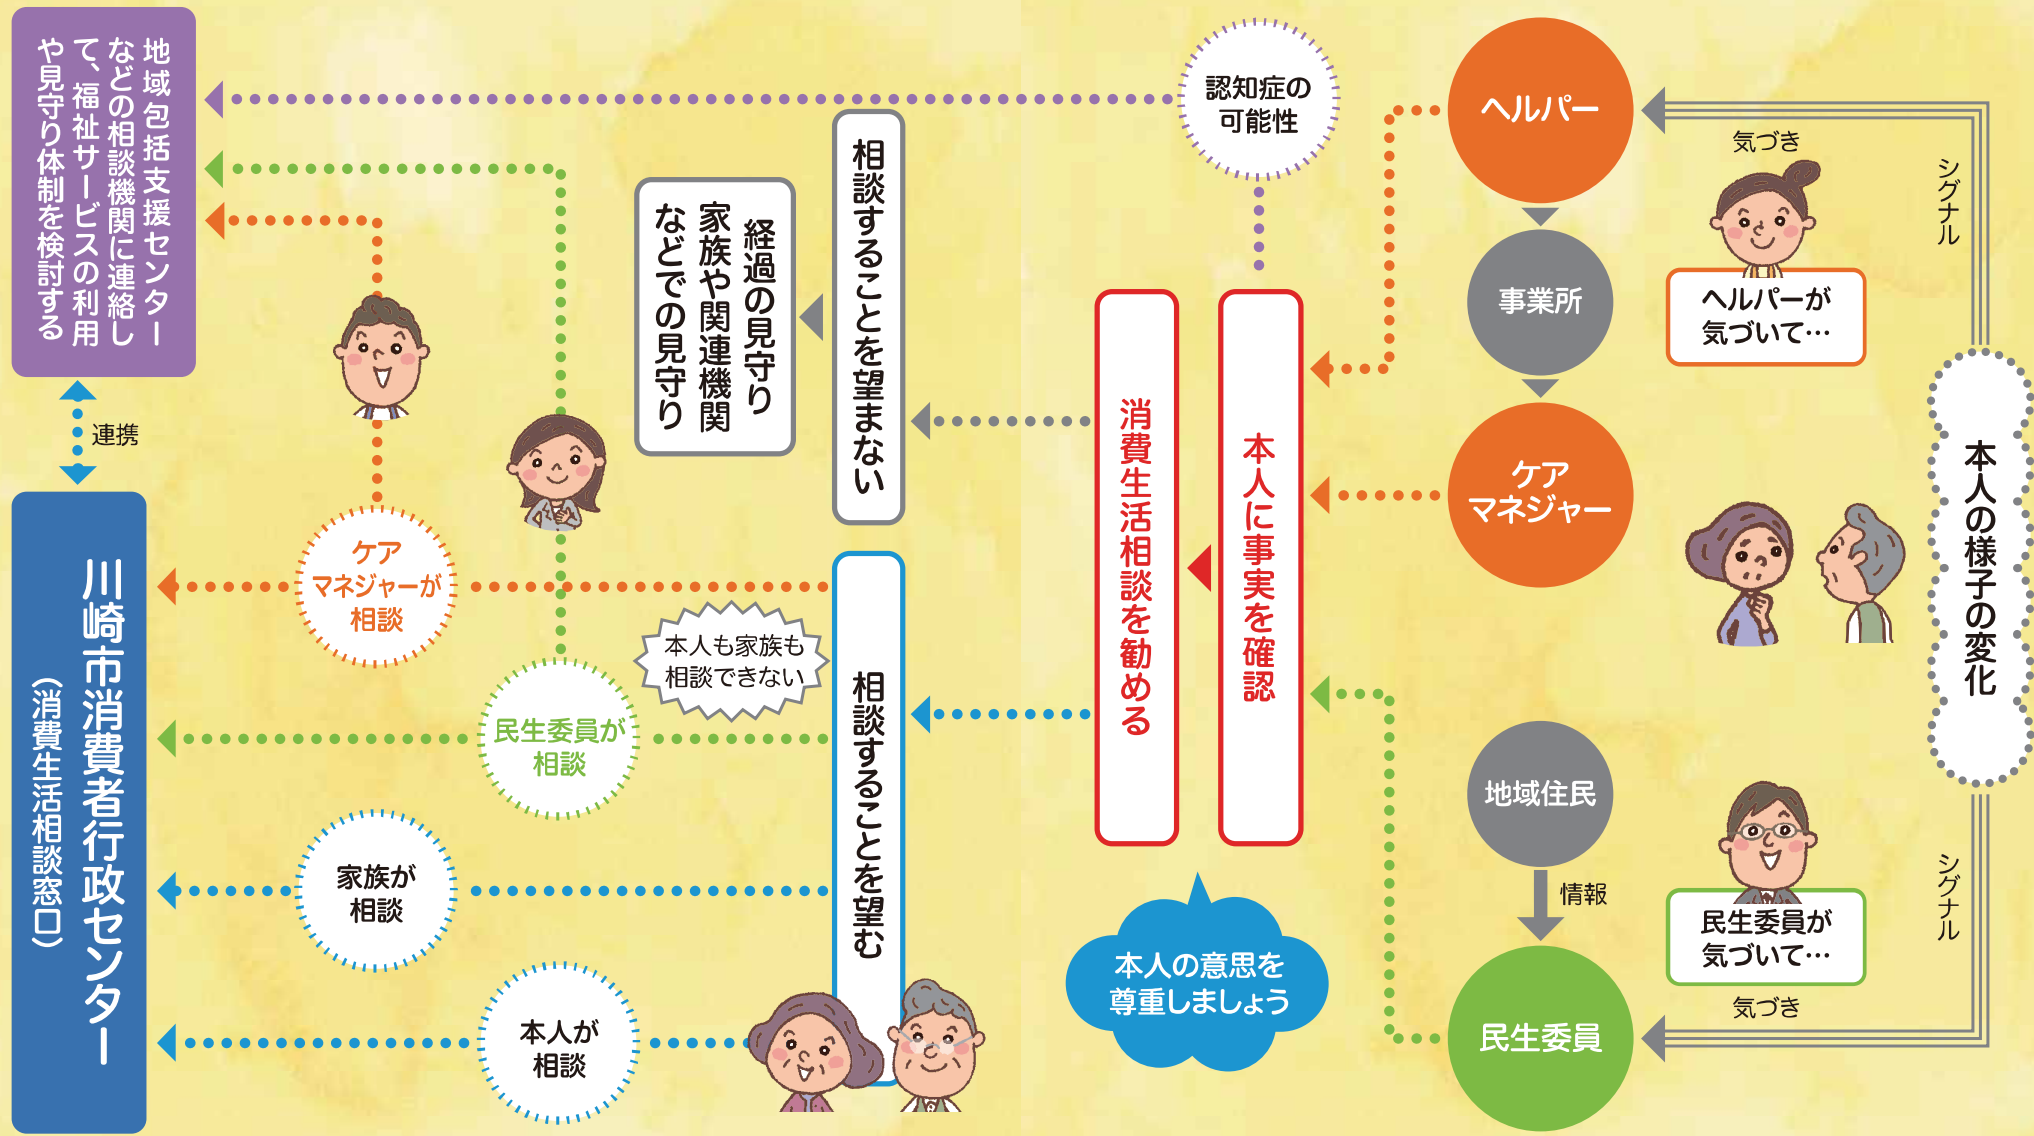 本人の様子の変化
シグナル
気づき
ヘルパーが
気づいて…
ヘルパー
事業所
ケア
マネジャー
シグナル
気づき
民生委員が
気づいて…
地域住民
情報
民生委員
本人に事実を確認
消費生活相談を勧める
本人の意思を
尊重しましょう
認知症の
可能性
相談することを望まない
経過の見守り
家族や関連機関
などでの見守り
相談することを望む
本人も家族も
相談できない
ケア
マネジャーが
相談
民生委員が
相談
家族が
相談
本人が
相談
地域包括支援センター
などの相談機関に連絡し
て、福祉サービスの利用
や見守り体制を検討する
連携
川崎市消費者行政センター
（消費生活相談窓口）